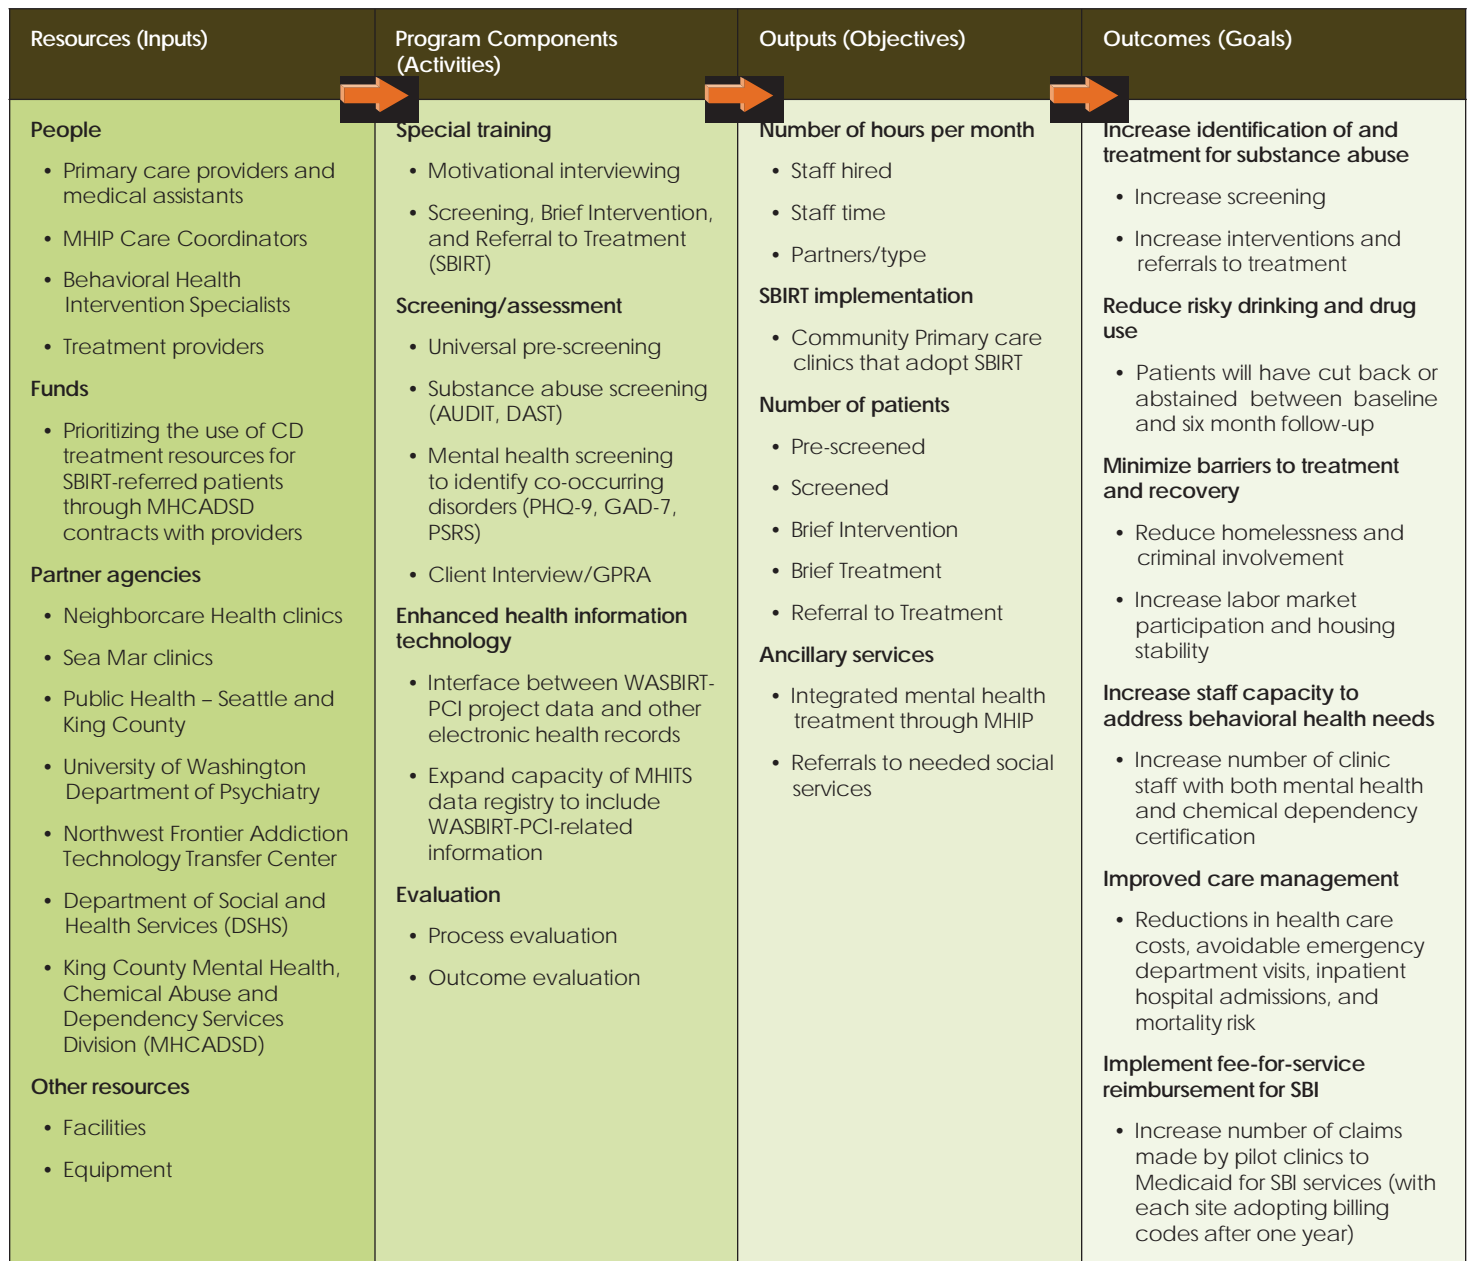 Resources (Inputs)
Program Components
(Activities)
Outputs (Objectives)
Outcomes (Goals)
People
• Primary care providers and
medical assistants
• MHIP Care Coordinators
• Behavioral Health
Intervention Specialists
• Treatment providers
Funds
• Prioritizing the use of CD
treatment resources for
SBIRT-referred patients
through MHCADSD
contracts with providers
Partner agencies
• Neighborcare Health clinics
• Sea Mar clinics
• Public Health – Seattle and
King County
• University of Washington
Department of Psychiatry
• Northwest Frontier Addiction
Technology Transfer Center
• Department of Social and
Health Services (DSHS)
• King County Mental Health,
Chemical Abuse and
Dependency Services
Division (MHCADSD)
Other resources
• Facilities
• Equipment
Special training
• Motivational interviewing
• Screening, Brief Intervention,
and Referral to Treatment
(SBIRT)
Screening/assessment
• Universal pre-screening
• Substance abuse screening
(AUDIT, DAST)
• Mental health screening
to identify co-occurring
disorders (PHQ-9, GAD-7,
PSRS)
• Client Interview/GPRA
Enhanced health information
technology
• Interface between WASBIRT-
PCI project data and other
electronic health records
• Expand capacity of MHITS
data registry to include
WASBIRT-PCI-related
information
Evaluation
• Process evaluation
• Outcome evaluation
Number of hours per month
• Staff hired
• Staff time
• Partners/type
SBIRT implementation
• Community Primary care
clinics that adopt SBIRT
Number of patients
• Pre-screened
• Screened
• Brief Intervention
• Brief Treatment
• Referral to Treatment
Ancillary services
• Integrated mental health
treatment through MHIP
• Referrals to needed social
services
Increase identification of and
treatment for substance abuse
• Increase screening
• Increase interventions and
referrals to treatment
Reduce risky drinking and drug
use
• Patients will have cut back or
abstained between baseline
and six month follow-up
Minimize barriers to treatment
and recovery
• Reduce homelessness and
criminal involvement
• Increase labor market
participation and housing
stability
Increase staff capacity to
address behavioral health needs
• Increase number of clinic
staff with both mental health
and chemical dependency
certification
Improved care management
• Reductions in health care
costs, avoidable emergency
department visits, inpatient
hospital admissions, and
mortality risk
Implement fee-for-service
reimbursement for SBI
• Increase number of claims
made by pilot clinics to
Medicaid for SBI services (with
each site adopting billing
codes after one year)